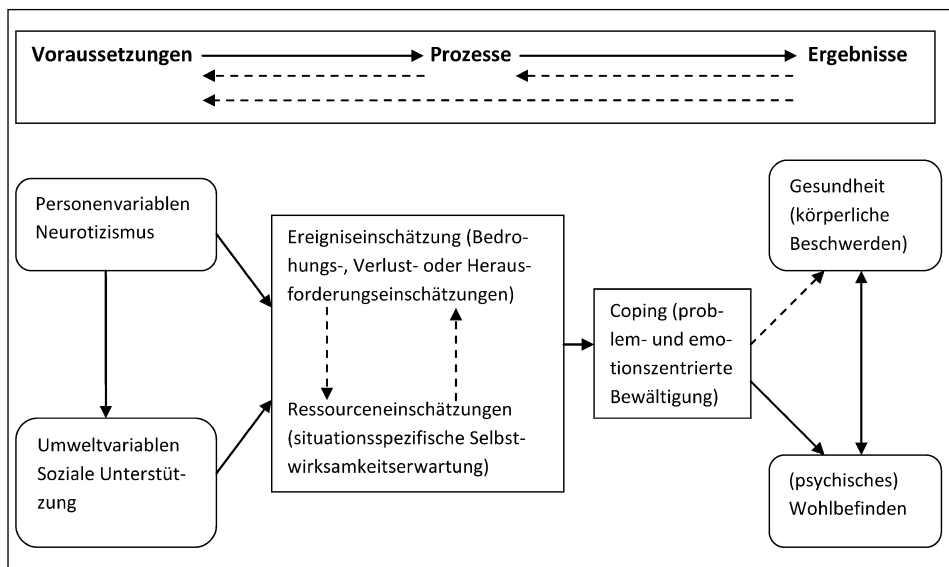 Voraussetzungen Prozesse Ergebnisse
Personenvariablen
Neurotizismus
Umweltvariablen
Soziale Unterstüt-
zung
Ereigniseinschätzung (Bedro-
hungs-, Verlust- oder Heraus-
forderungseinschätzungen)
Ressourceneinschätzungen
(situationsspezifische Selbst-
wirksamkeitserwartung)
Coping (prob-
lem- und emo-
tionszentrierte
Bewältigung)
Gesundheit
(körperliche
Beschwerden)
(psychisches)
Wohlbefinden